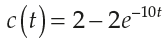 c(t) = 2 − 2e^{−10t}